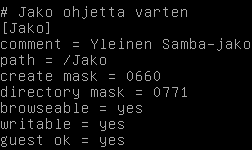 # Jako ohjetta varten
[Jako]
comment = Yleinen Samba-jako
path = /Jako
create mask = 0660
directory mask = 0771
browseable = yes
writable = yes
guest ok = yes